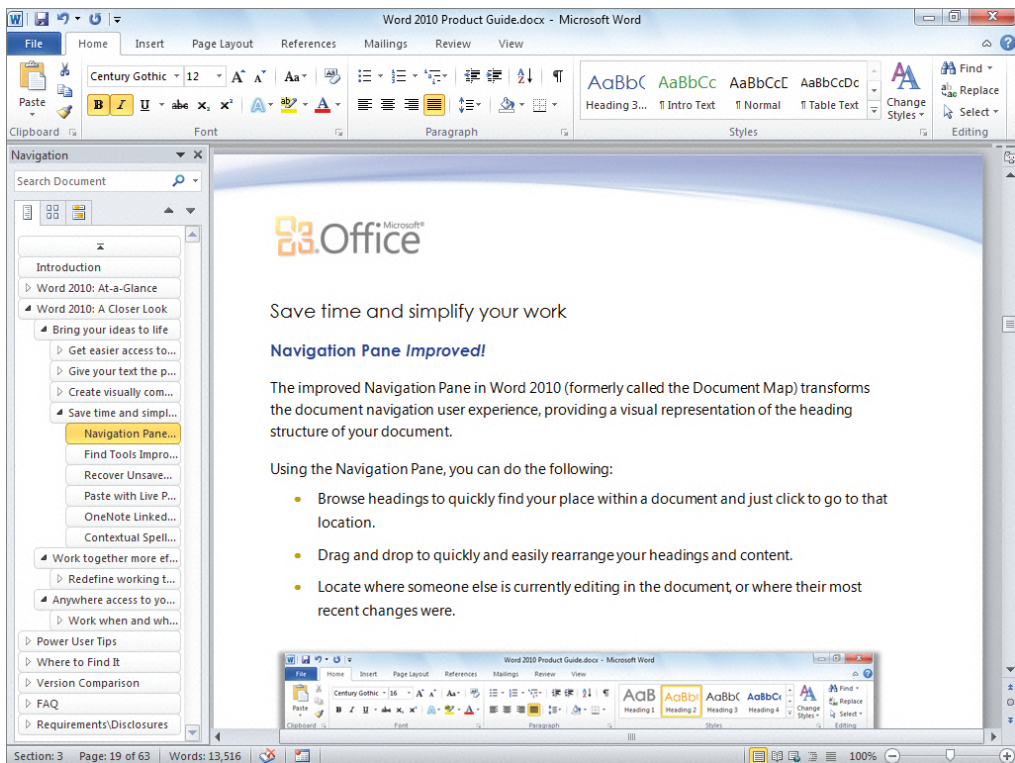 Word 2010 Product Guide.docx - Microsoft Word
File Home Insert Page Layout References Mailings Review View
Century Gothic 12
Paste
AaBbC AaBbCc AaBbCcD AaBbCcDc
Heading 3... ¶ Intro Text ¶ Normal ¶ Table Text
Change Styles
Find
Replace
Select
Clipboard Font Paragraph Styles Editing
Navigation
Search Document
Introduction
Word 2010: At-a-Glance
Word 2010: A Closer Look
Bring your ideas to life
Get easier access to...
Give your text the p...
Create visually com...
Save time and simpl...
Navigation Pane...
Find Tools Impro...
Recover Unsave...
Paste with Live P...
OneNote Linked...
Contextual Spell...
Work together more ef...
Redefine working t...
Anywhere access to yo...
Work when and wh...
Power User Tips
Where to Find It
Version Comparison
FAQ
Requirements\Disclosures
Microsoft®
Office
Save time and simplify your work
Navigation Pane Improved!
The improved Navigation Pane in Word 2010 (formerly called the Document Map) transforms
the document navigation user experience, providing a visual representation of the heading
structure of your document.
Using the Navigation Pane, you can do the following:
• Browse headings to quickly find your place within a document and just click to go to that
location.
• Drag and drop to quickly and easily rearrange your headings and content.
• Locate where someone else is currently editing in the document, or where their most
recent changes were.
Word 2010 Product Guide.docx - Microsoft Word
File Home Insert Page Layout References Mailings Review View
Century Gothic 16
Paste
AaB AaBb AaBbC AaBbCc
Heading 1 Heading 2 Heading 3 Heading 4
Change Styles
Find
Replace
Select
Clipboard Font Paragraph Styles Editing
Section: 3 Page: 19 of 63 Words: 13,516 100%